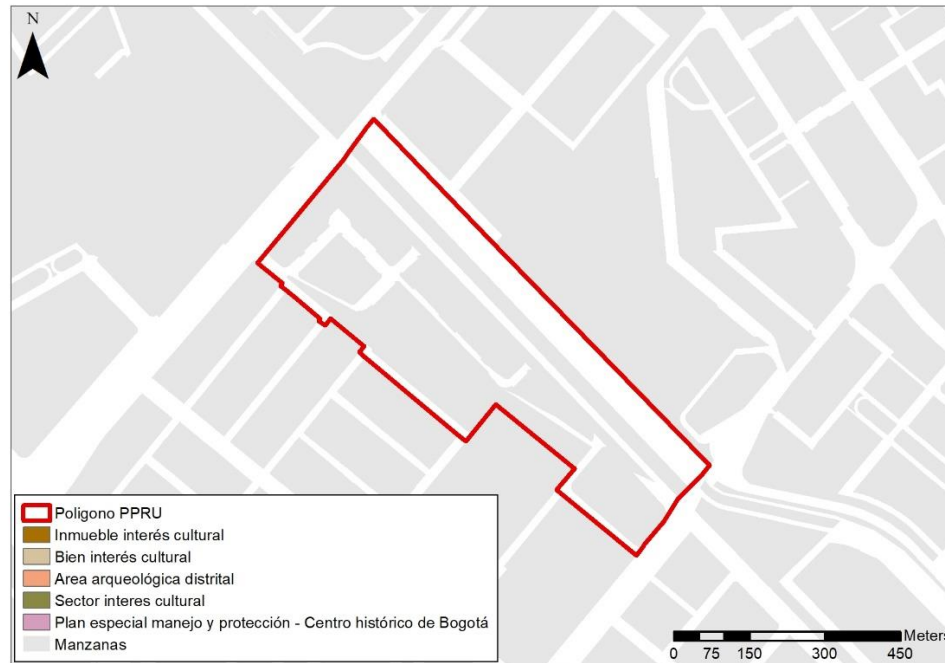 N
Poligono PPRU
Inmueble interés cultural
Bien interés cultural
Area arqueológica distrital
Sector interes cultural
Plan especial manejo y protección - Centro histórico de Bogotá
Manzanas
Meters
0 75 150 300 450